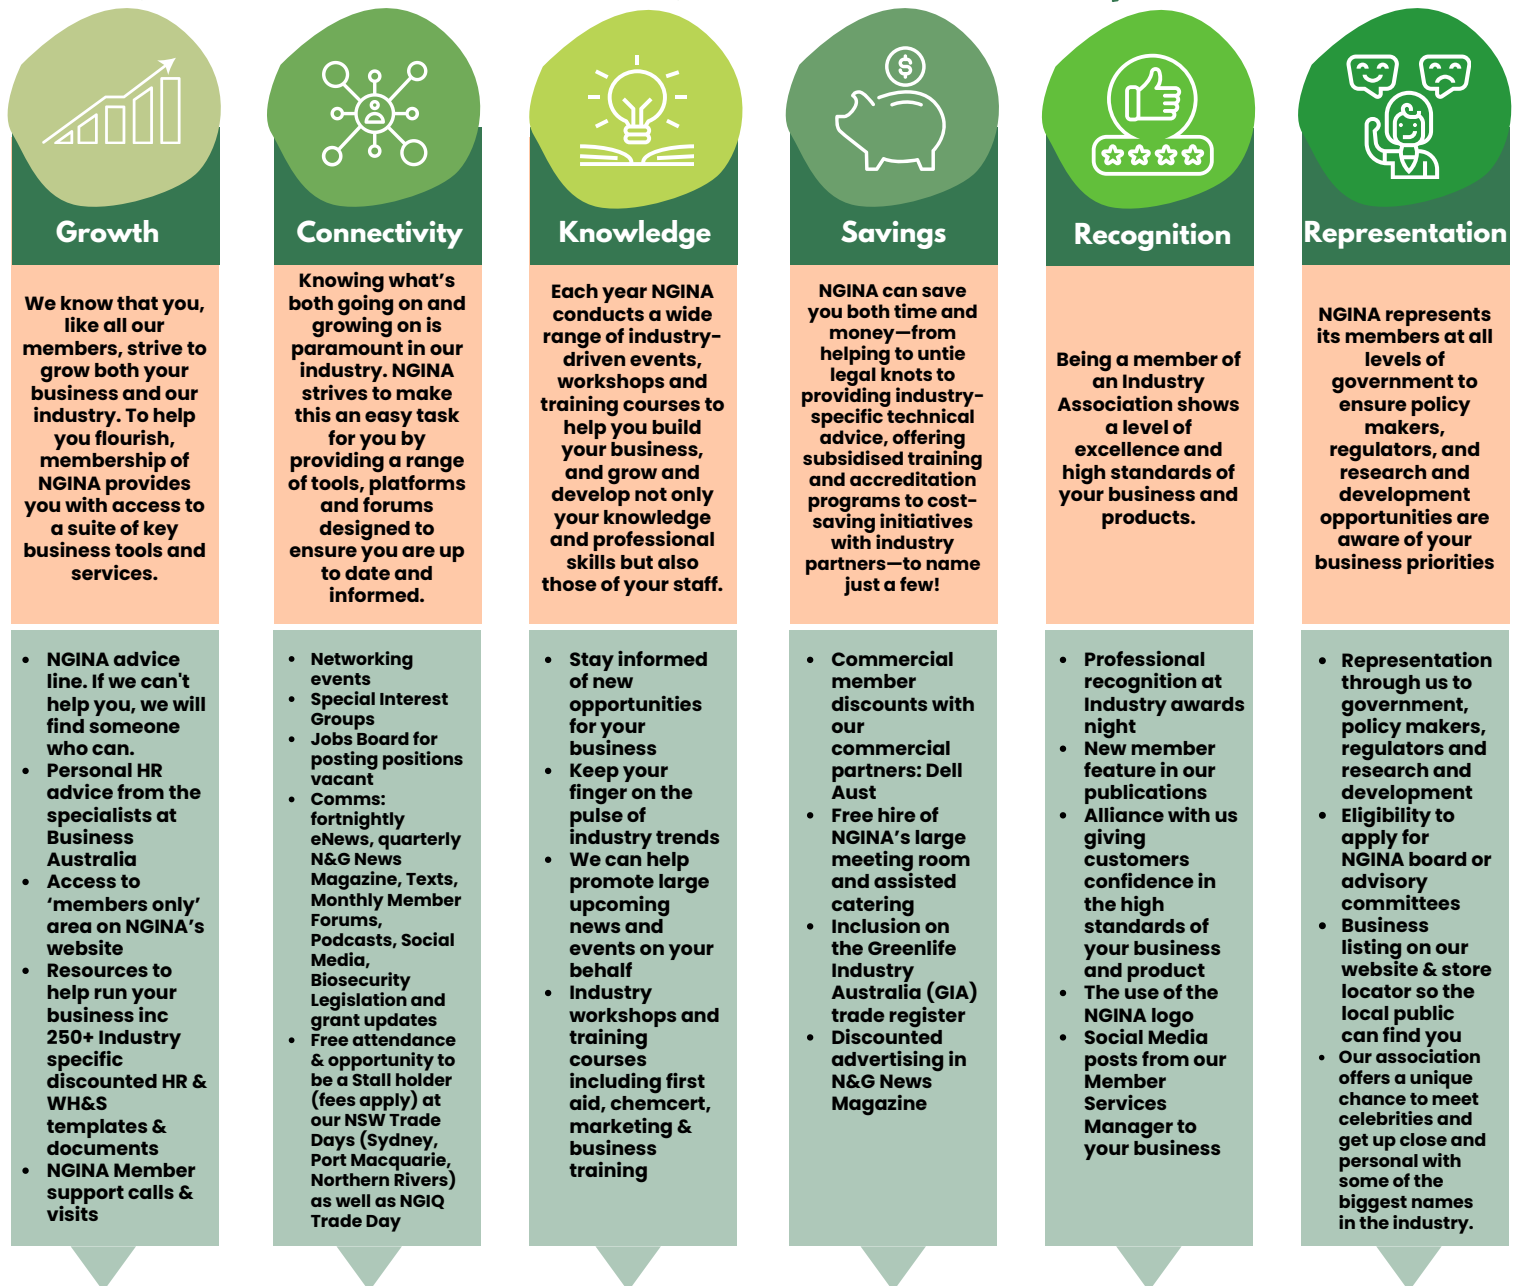 Growth
We know that you,
like all our
members, strive to
grow both your
business and our
industry. To help
you flourish,
membership of
NGINA provides
you with access to
a suite of key
business tools and
services.
• NGINA advice
line. If we can't
help you, we will
find someone
who can.
• Personal HR
advice from the
specialists at
Business
Australia
• Access to
‘members only’
area on NGINA’s
website
• Resources to
help run your
business inc
250+ Industry
specific
discounted HR &
WH&S
templates &
documents
• NGINA Member
support calls &
visits
Connectivity
Knowing what’s
both going on and
growing on is
paramount in our
industry. NGINA
strives to make
this an easy task
for you by
providing a range
of tools, platforms
and forums
designed to
ensure you are up
to date and
informed.
• Networking
events
• Special Interest
Groups
• Jobs Board for
posting positions
vacant
• Comms:
fortnightly
eNews, quarterly
N&G News
Magazine, Texts,
Monthly Member
Forums,
Podcasts, Social
Media,
Biosecurity
Legislation and
grant updates
• Free attendance
& opportunity to
be a Stall holder
(fees apply) at
our NSW Trade
Days (Sydney,
Port Macquarie,
Northern Rivers)
as well as NGIQ
Trade Day
Knowledge
Each year NGINA
conducts a wide
range of industry-
driven events,
workshops and
training courses to
help you build
your business,
and grow and
develop not only
your knowledge
and professional
skills but also
those of your staff.
• Stay informed
of new
opportunities
for your
business
• Keep your
finger on the
pulse of
industry trends
• We can help
promote large
upcoming
news and
events on your
behalf
• Industry
workshops and
training
courses
including first
aid, chemcert,
marketing &
business
training
Savings
NGINA can save
you both time and
money—from
helping to untie
legal knots to
providing industry-
specific technical
advice, offering
subsidised training
and accreditation
programs to cost-
saving initiatives
with industry
partners—to name
just a few!
• Commercial
member
discounts with
our
commercial
partners: Dell
Aust
• Free hire of
NGINA’s large
meeting room
and assisted
catering
• Inclusion on
the Greenlife
Industry
Australia (GIA)
trade register
• Discounted
advertising in
N&G News
Magazine
Recognition
Being a member of
an Industry
Association shows
a level of
excellence and
high standards of
your business and
products.
• Professional
recognition at
Industry awards
night
• New member
feature in our
publications
• Alliance with us
giving
customers
confidence in
the high
standards of
your business
and product
• The use of the
NGINA logo
• Social Media
posts from our
Member
Services
Manager to
your business
Representation
NGINA represents
its members at all
levels of
government to
ensure policy
makers,
regulators, and
research and
development
opportunities are
aware of your
business priorities
• Representation
through us to
government,
policy makers,
regulators and
research and
development
• Eligibility to
apply for
NGINA board or
advisory
committees
• Business
listing on our
website & store
locator so the
local public
can find you
• Our association
offers a unique
chance to meet
celebrities and
get up close and
personal with
some of the
biggest names
in the industry.